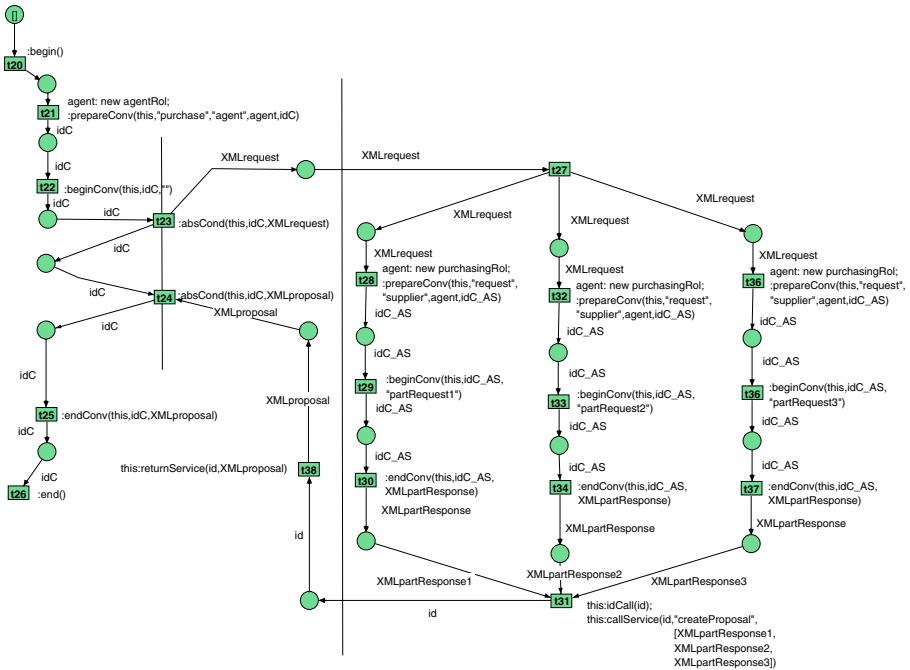 []
:begin()
t20
agent: new agentRol;
t21
:prepareConv(this,"purchase","agent",agent,idC)
idC
idC
t22
:beginConv(this,idC,"")
idC
idC
t23
:absCond(this,idC,XMLrequest)
XMLrequest
idC
idC
t24
:absCond(this,idC,XMLproposal)
XMLproposal
idC
idC
t25
:endConv(this,idC,XMLproposal)
idC
idC
t26
:end()
XMLproposal
this:returnService(id,XMLproposal)
t38
id
id
XMLrequest
t27
XMLrequest
XMLrequest
XMLrequest
XMLrequest
t28
agent: new purchasingRol;
:prepareConv(this,"request",
"supplier",agent,idC_AS)
idC_AS
idC_AS
t29
:beginConv(this,idC_AS,
"partRequest1")
idC_AS
idC_AS
t30
:endConv(this,idC_AS,
XMLpartResponse)
XMLpartResponse
XMLpartResponse1
XMLrequest
t32
agent: new purchasingRol;
:prepareConv(this,"request",
"supplier",agent,idC_AS)
idC_AS
idC_AS
t33
:beginConv(this,idC_AS,
"partRequest2")
idC_AS
idC_AS
t34
:endConv(this,idC_AS,
XMLpartResponse)
XMLpartResponse
XMLpartResponse2
XMLrequest
t36
agent: new purchasingRol;
:prepareConv(this,"request",
"supplier",agent,idC_AS)
idC_AS
idC_AS
t36
:beginConv(this,idC_AS,
"partRequest3")
idC_AS
idC_AS
t37
:endConv(this,idC_AS,
XMLpartResponse)
XMLpartResponse
XMLpartResponse3
t31
this:idCall(id);
this:callService(id,"createProposal",
[XMLpartResponse1,
XMLpartResponse2,
XMLpartResponse3])